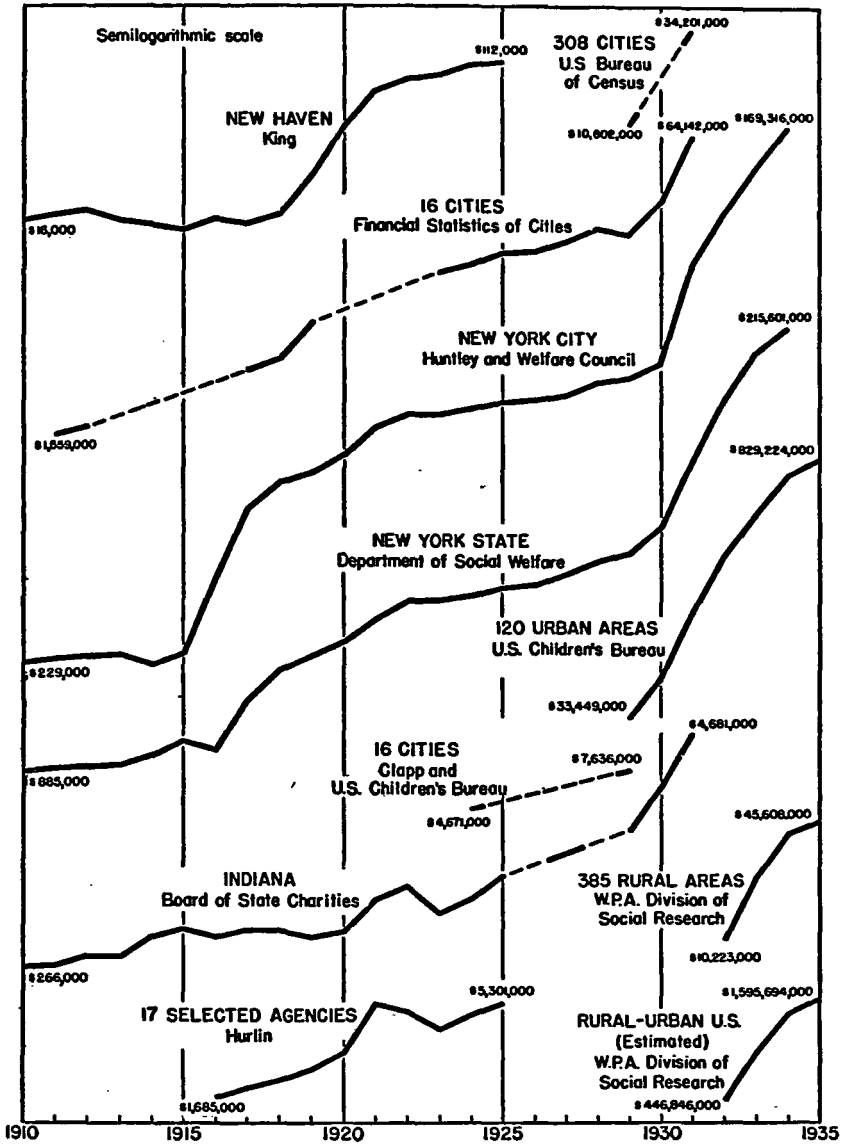 Semilogarithmic scale
$34,201,000
308 CITIES
U.S Bureau
of Census
$112,000
NEW HAVEN
King
$10,602,000
$64,142,000
$169,316,000
$16,000
16 CITIES
Financial Statistics of Cities
$215,601,000
NEW YORK CITY
Huntley and Welfare Council
$1,559,000
$829,224,000
NEW YORK STATE
Department of Social Welfare
120 URBAN AREAS
U.S. Children's Bureau
$229,000
$33,449,000
$4,681,000
$885,000
16 CITIES
Clapp and
U.S. Children's Bureau
$7,636,000
$4,671,000
$45,608,000
INDIANA
Board of State Charities
385 RURAL AREAS
W.P.A. Division of
Social Research
$266,000
$10,223,000
$5,301,000
$1,595,694,000
17 SELECTED AGENCIES
Hurlin
RURAL-URBAN U.S.
(Estimated)
W.P.A. Division of
Social Research
$1,685,000
$446,846,000
1910 1915 1920 1925 1930 1935